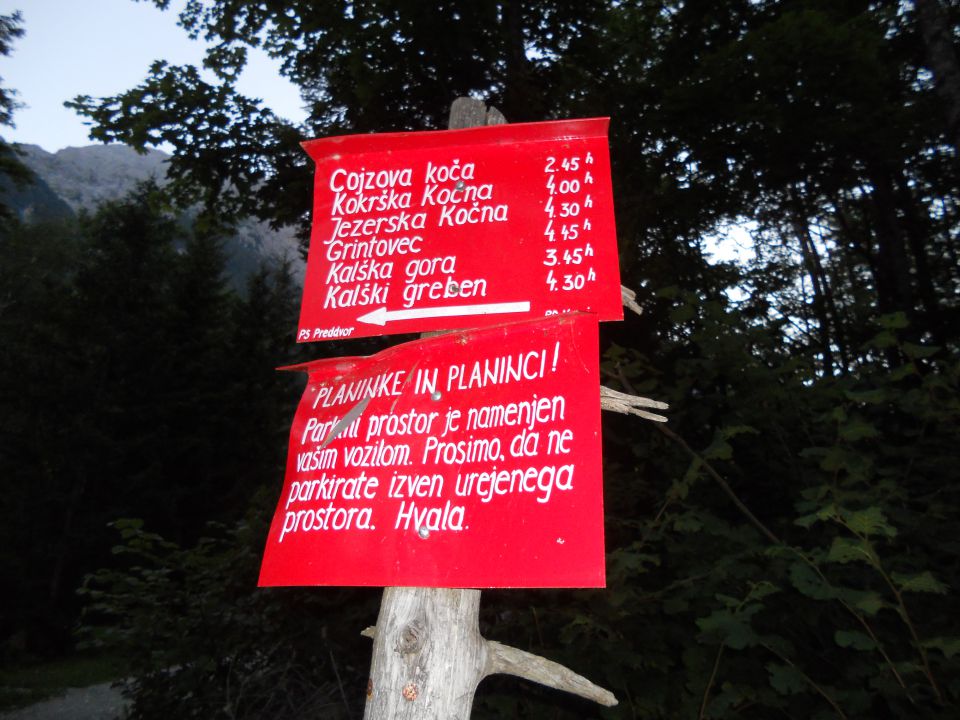 Cojzova koča 2.45 h
Kokrška Kočna 4.00 h
Jezerska Kočna 4.30 h
Grintovec 4.45 h
Kalška gora 3.45 h
Kalški greben 4.30 h
PS Preddvor
PLANINKE IN PLANINCI!
Parkirni prostor je namenjen
vašim vozilom. Prosimo, da ne
parkirate izven urejenega
prostora. Hvala.